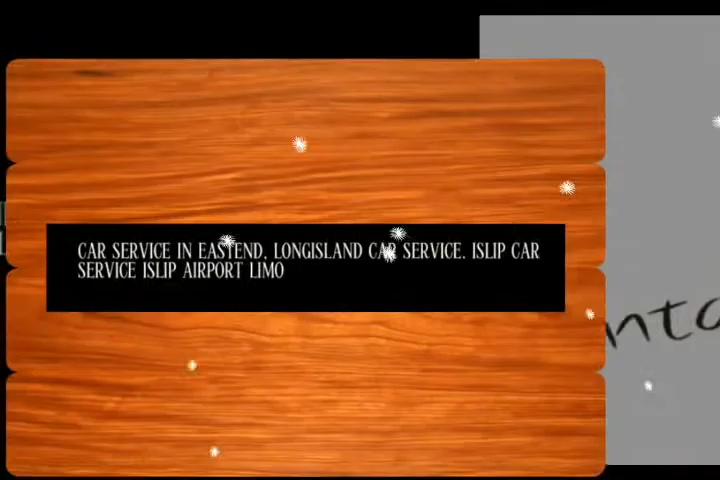 CAR SERVICE IN EASTEND, LONGISLAND CAR SERVICE. ISLIP CAR
SERVICE ISLIP AIRPORT LIMO